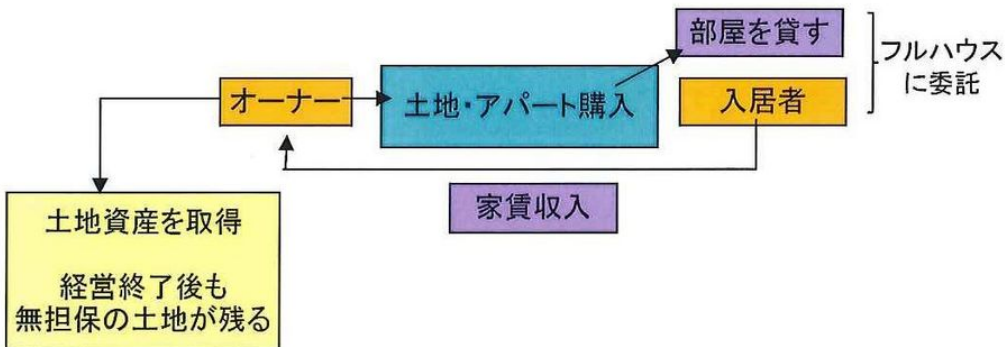 部屋を貸す
フルハウス
に委託
オーナー
土地・アパート購入
入居者
家賃収入
土地資産を取得
経営終了後も
無担保の土地が残る